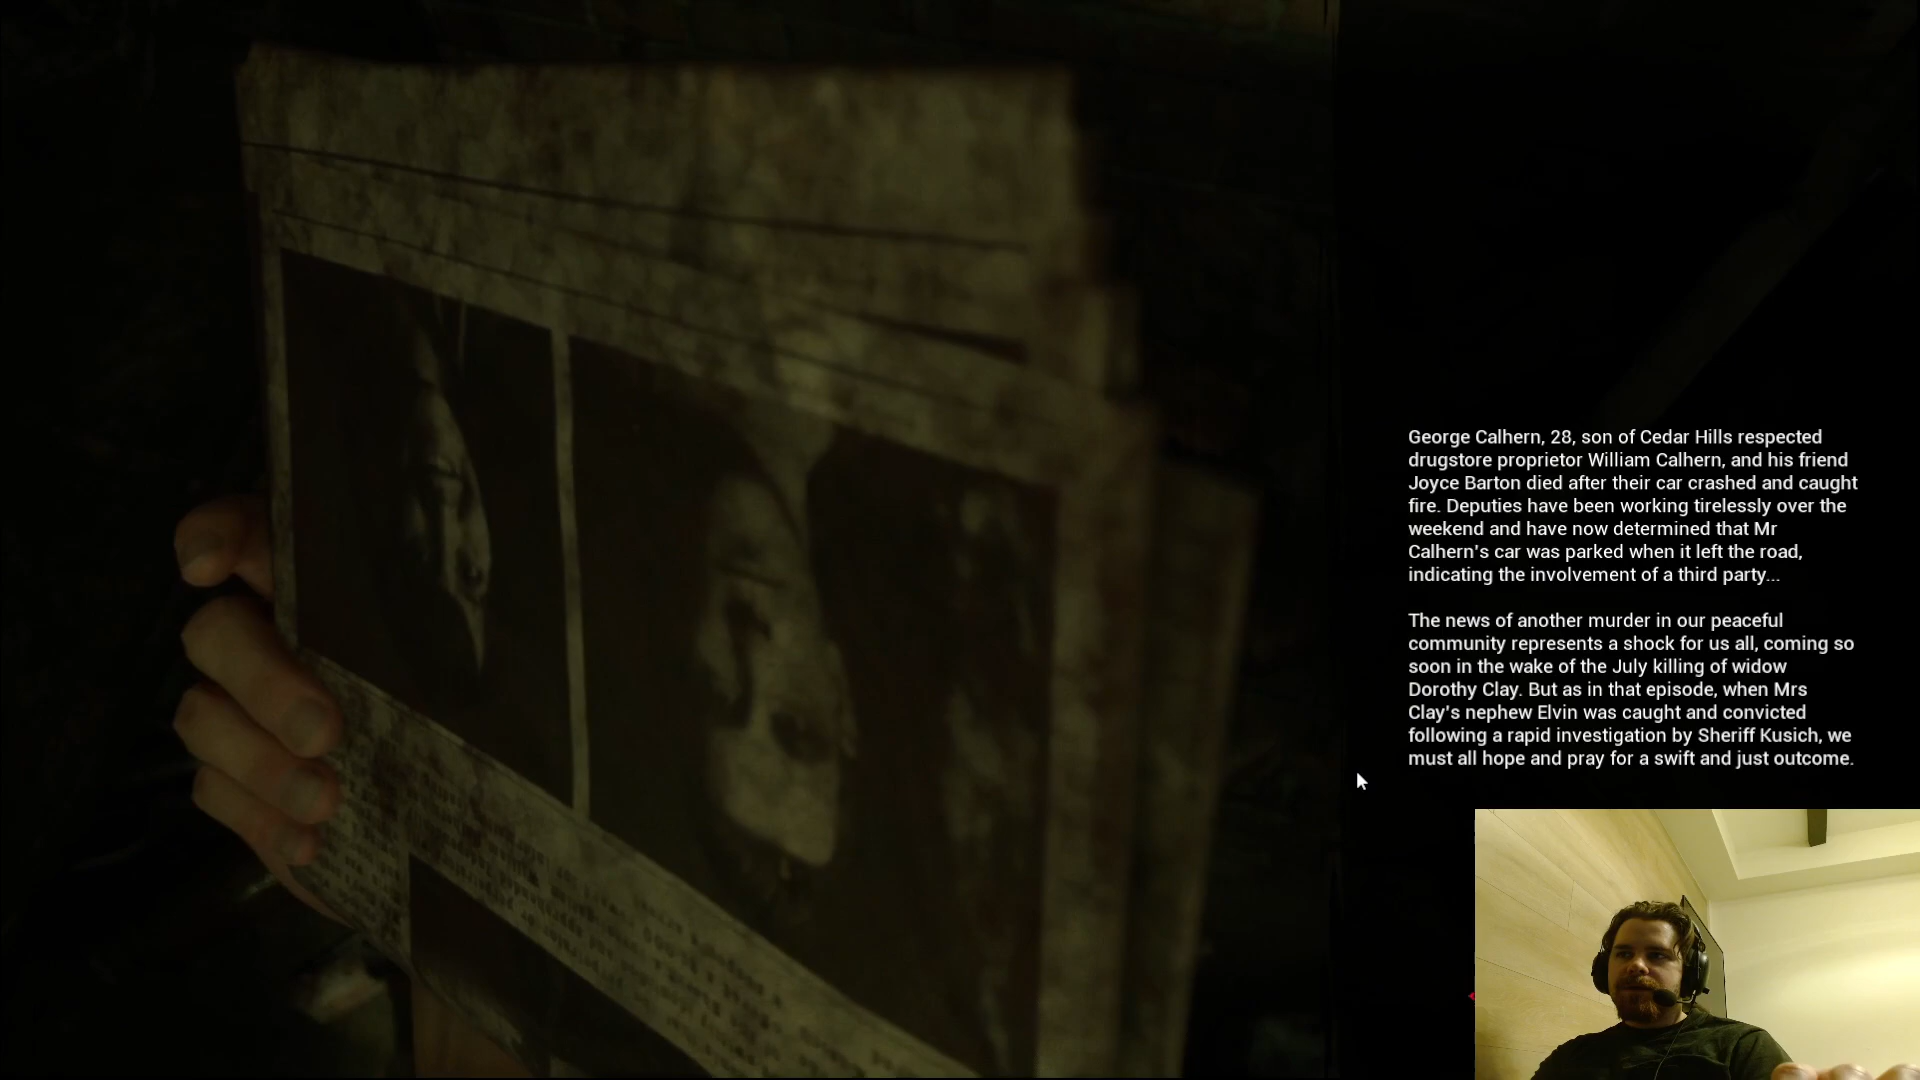 George Calhern, 28, son of Cedar Hills respected
drugstore proprietor William Calhern, and his friend
Joyce Barton died after their car crashed and caught
fire. Deputies have been working tirelessly over the
weekend and have now determined that Mr
Calhern's car was parked when it left the road,
indicating the involvement of a third party...
The news of another murder in our peaceful
community represents a shock for us all, coming so
soon in the wake of the July killing of widow
Dorothy Clay. But as in that episode, when Mrs
Clay's nephew Elvin was caught and convicted
following a rapid investigation by Sheriff Kusich, we
must all hope and pray for a swift and just outcome.